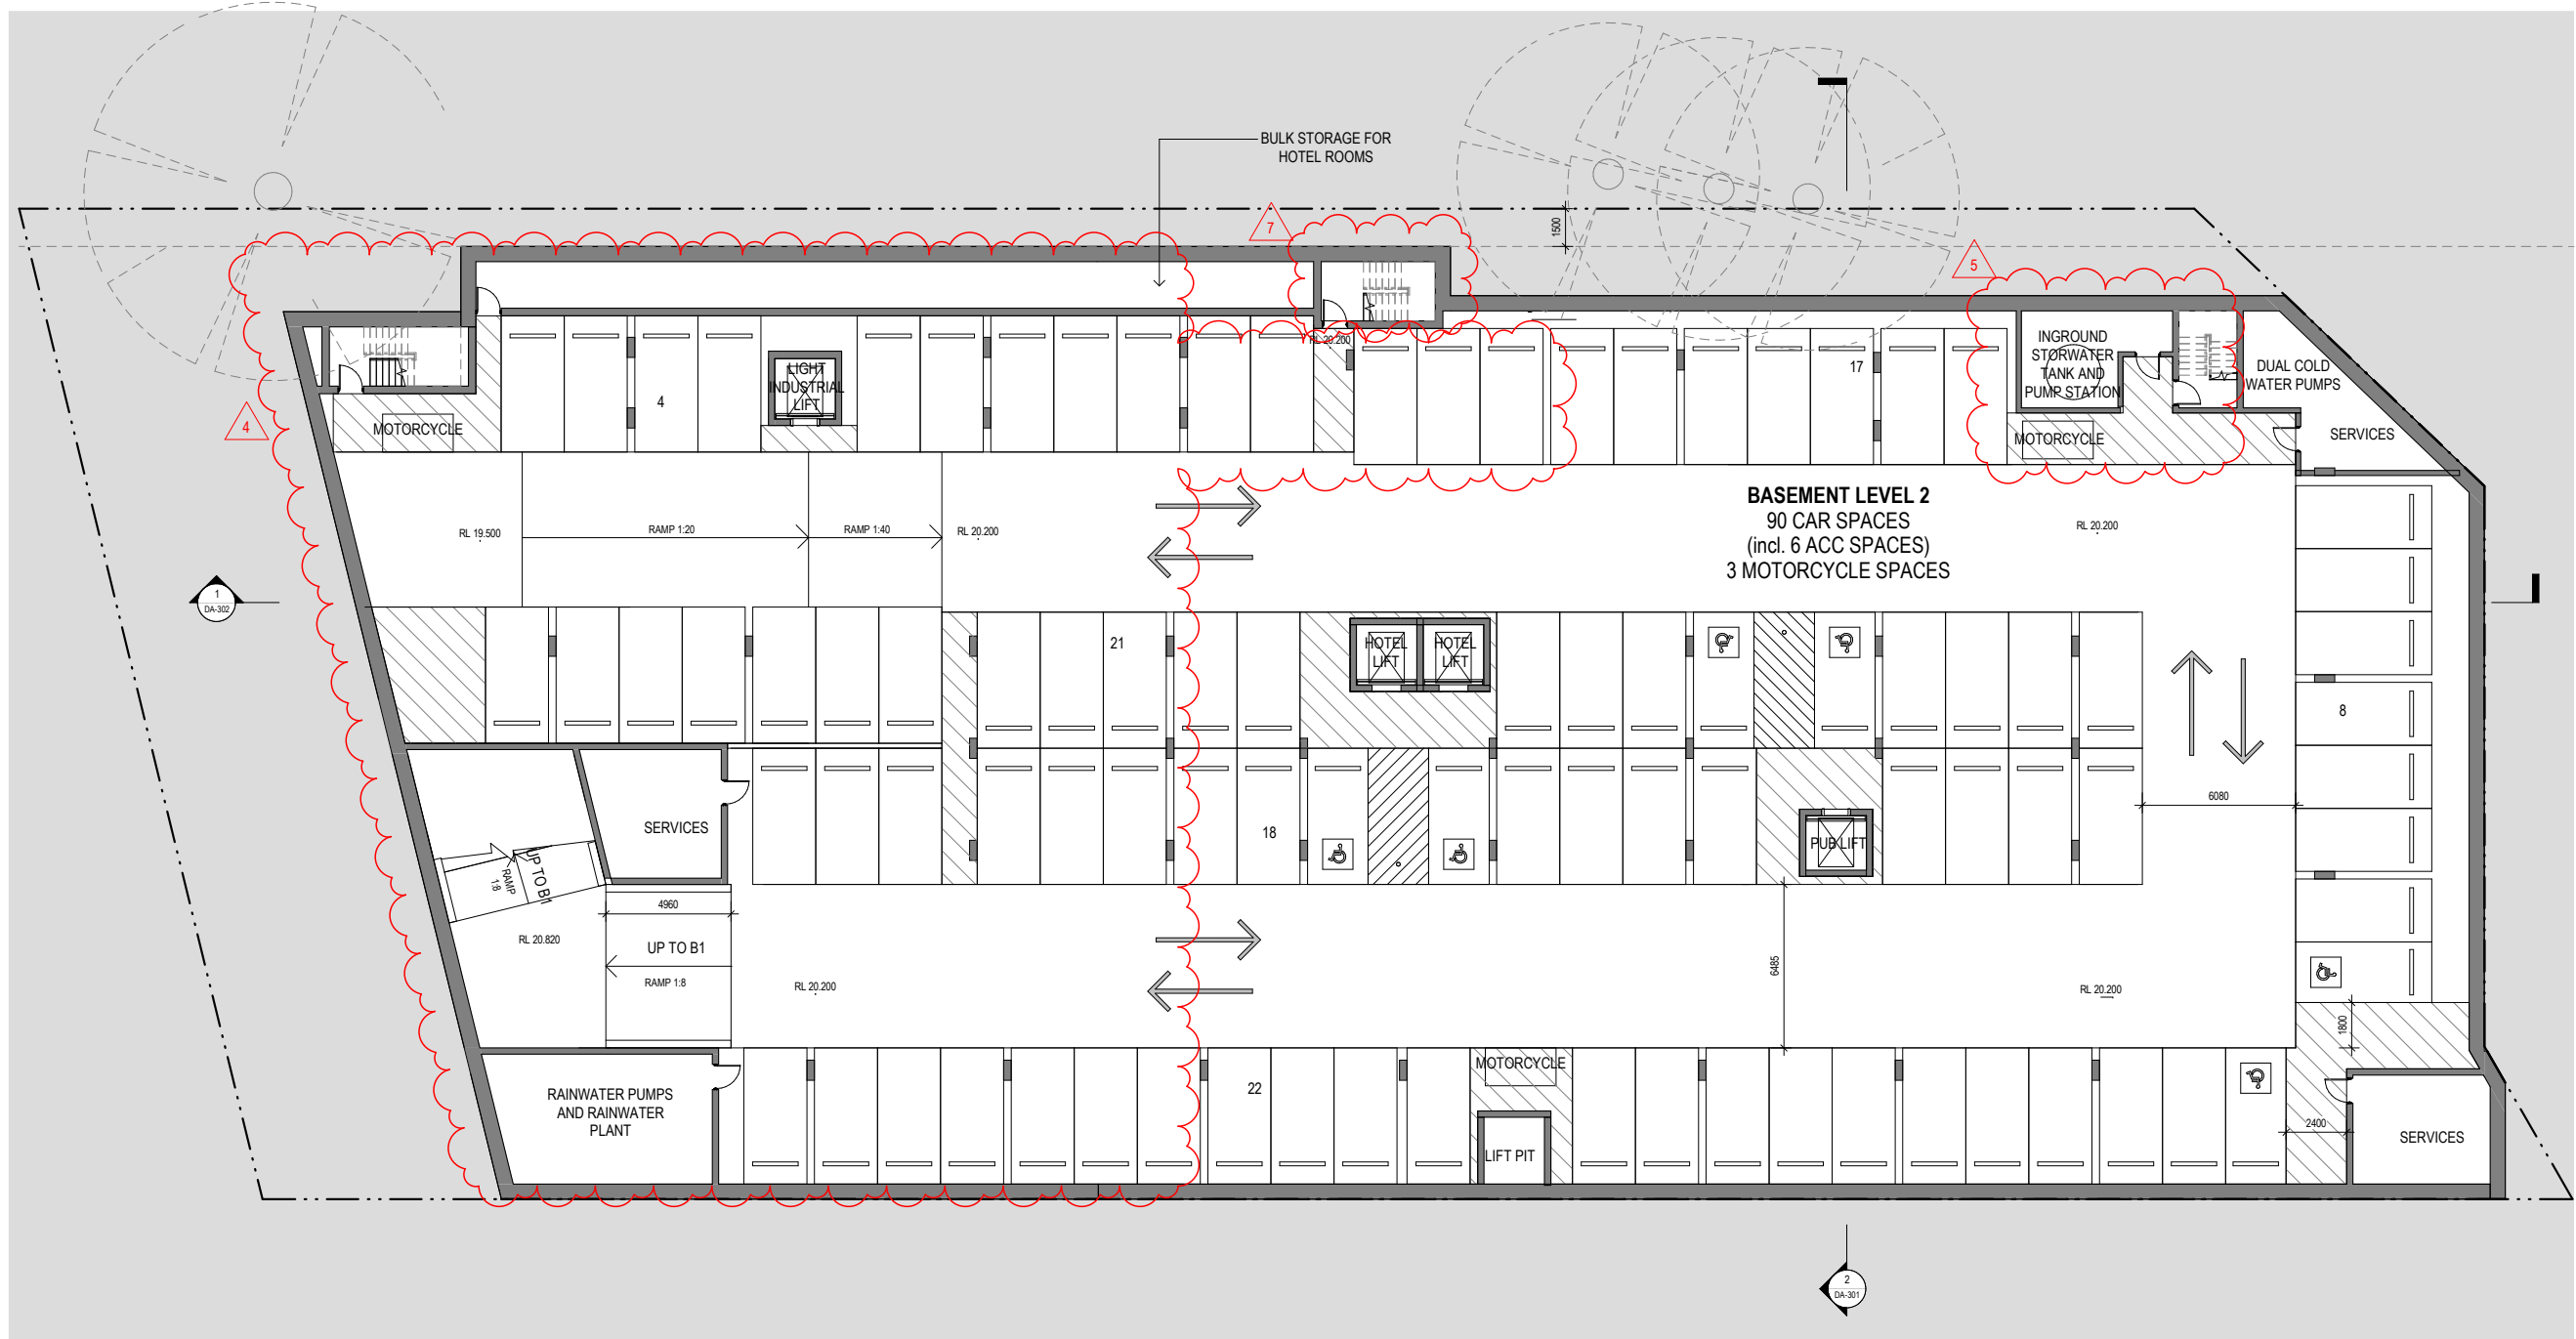 BULK STORAGE FOR
HOTEL ROOMS
7
1500
5
4
RL 20.200
INGROUND
STORWATER
TANK AND
PUMP STATION
DUAL COLD
WATER PUMPS
LIGHT
INDUSTRIAL
LIFT
4
17
MOTORCYCLE
MOTORCYCLE
SERVICES
BASEMENT LEVEL 2
90 CAR SPACES
(incl. 6 ACC SPACES)
3 MOTORCYCLE SPACES
RL 19.500
RAMP 1:20
RAMP 1:40
RL 20.200
RL 20.200
1
DA-302
21
HOTEL
LIFT
HOTEL
LIFT
8
6080
SERVICES
18
PUB LIFT
UP TO B1
RAMP
1:8
4960
RL 20.820
UP TO B1
RAMP 1:8
RL 20.200
6485
RL 20.200
1800
RAINWATER PUMPS
AND RAINWATER
PLANT
22
MOTORCYCLE
LIFT PIT
2400
SERVICES
2
DA-301